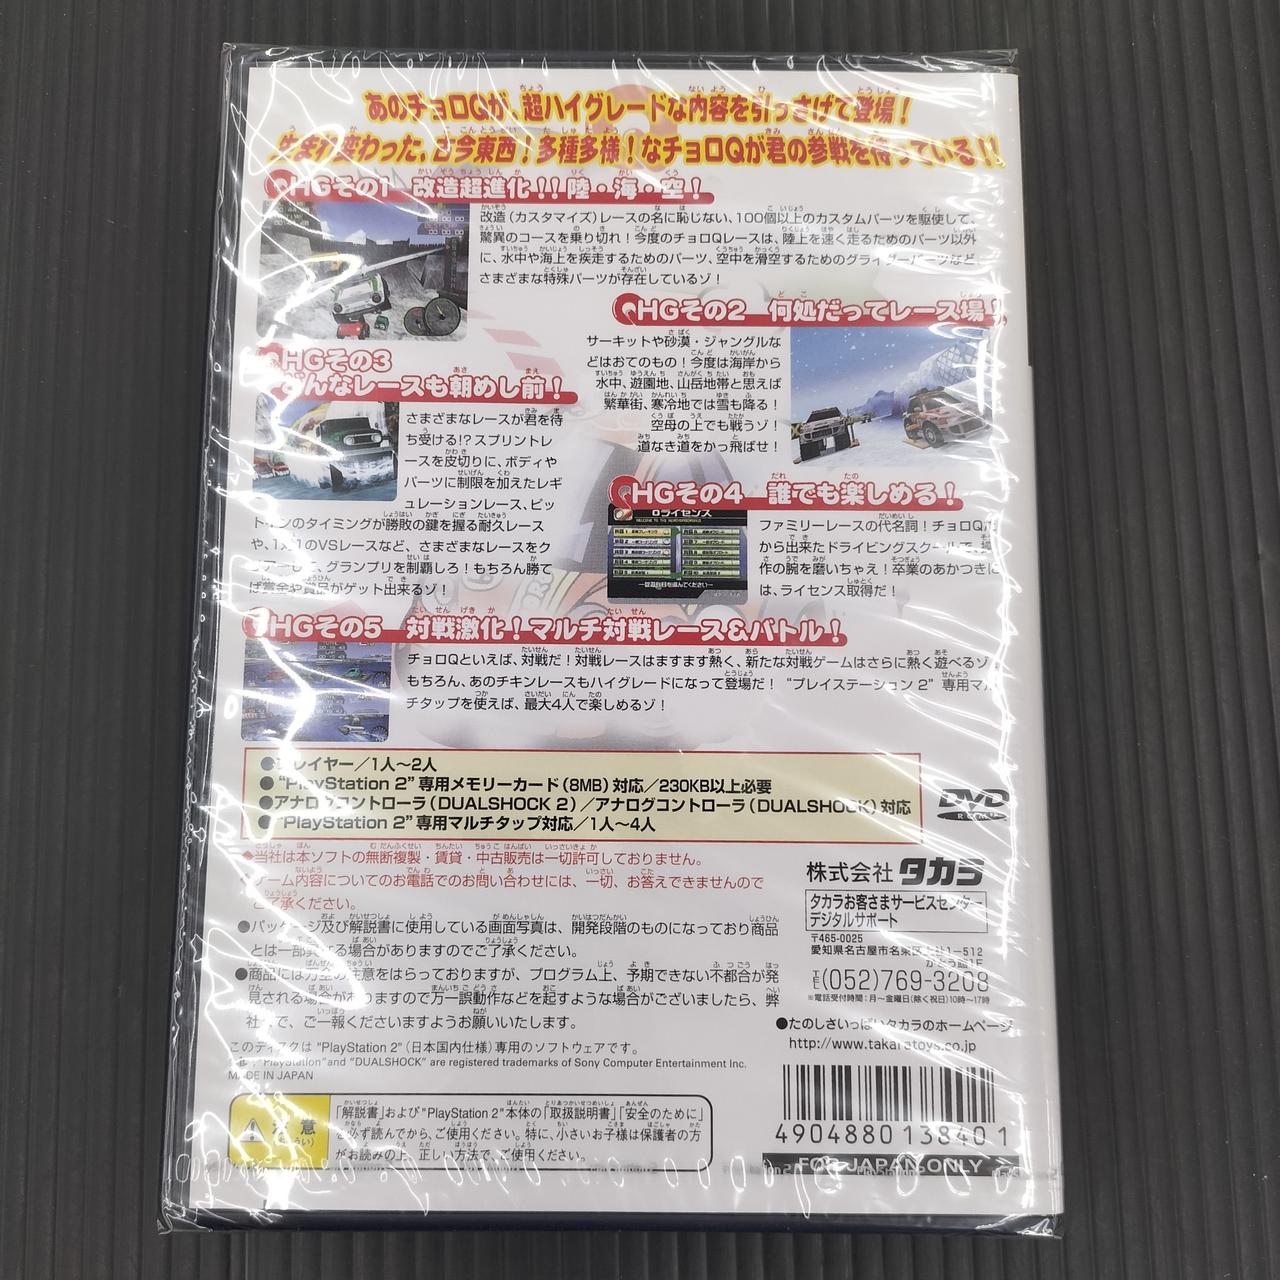 あのチョロQが、超ハイグレードな内容を引っさげて登場！
生まれ変わった、古今東西！多種多様！なチョロQが君の参戦を待っている！！
HGその1 改造超進化！！陸・海・空！
改造（カスタマイズ）レースの名に恥じない、100個以上のカスタムパーツを駆使して、
驚異のコースを乗り切れ！今度のチョロQレースは、陸上を速く走るためのパーツ以外
に、水中や海上を疾走するためのパーツ、空中を滑空するためのグライダーパーツなど、
さまざまな特殊パーツが存在しているゾ！
HGその2 何処だってレース場！
サーキットや砂漠・ジャングルな
どはおてのもの！今度は海岸から
水中、遊園地、山岳地帯と思えば
繁華街、寒冷地では雪も降る！
空母の上でも戦うゾ！
道なき道をかっ飛ばせ！
HGその3
どんなレースも朝めし前！
さまざまなレースが君を待
ち受ける!?スプリントレ
ースを皮切りに、ボディや
パーツに制限を加えたレギ
ュレーションレース、ピッ
トインのタイミングが勝敗の鍵を握る耐久レース
や、1対1のVSレースなど、さまざまなレースをク
リアーして、グランプリを制覇しろ！もちろん勝て
ば賞金や賞品がゲット出来るゾ！
HGその4 誰でも楽しめる！
Qライセンス
ファミリーレースの代名詞！チョロQだ
から出来たドライビングスクールで、操
作の腕を磨いちゃえ！卒業のあかつきに
は、ライセンス取得だ！
HGその5 対戦激化！マルチ対戦レース&バトル！
チョロQといえば、対戦だ！対戦レースはますます熱く、新たな対戦ゲームはさらに熱く遊べるゾ。
もちろん、あのチキンレースもハイグレードになって登場だ！“プレイステーション 2”専用マル
チタップを使えば、最大4人で楽しめるゾ！
●プレイヤー／1人～2人
●“PlayStation 2”専用メモリーカード（8MB）対応／230KB以上必要
●アナログコントローラ（DUALSHOCK 2）／アナログコントローラ（DUALSHOCK）対応
●“PlayStation 2”専用マルチタップ対応／1人～4人
DVD
◆当社は本ソフトの無断複製・賃貸・中古販売は一切許可しておりません。
◆ゲーム内容についてのお電話でのお問い合わせには、一切、お答えできませんので
ご了承ください。
●パッケージ及び解説書に使用している画面写真は、開発段階のものになっており商品
とは一部異なる場合がありますのでご了承ください。
●商品には万全の注意をはらっておりますが、プログラム上、予期できない不都合が発
見される場合がありますので万一誤動作などを起すような場合がございましたら、弊
社まで、ご一報くださいますようお願いいたします。
株式会社 タカラ
タカラお客さまサービスセンター
デジタルサポート
〒465-0025
愛知県名古屋市名東区上社1-512
かとう語1F
TEL(052)769-3208
※電話受付時間：月～金曜日（除く祝日）10時～17時
●たのしさいっぱいタカラのホームページ
http://www.takaratoys.co.jp
このディスクは "PlayStation 2"（日本国内仕様）専用のソフトウェアです。
"PlayStation"and "DUALSHOCK" are registered trademarks of Sony Computer Entertainment Inc.
MADE IN JAPAN
注意
「解説書」および"PlayStation 2"本体の「取扱説明書」「安全のために」
を必ず読んでから、ご使用ください。特に、小さいお子様は保護者の方
がお読みの上、正しい方法で、ご使用ください。
4904880138401
FOR JAPAN ONLY